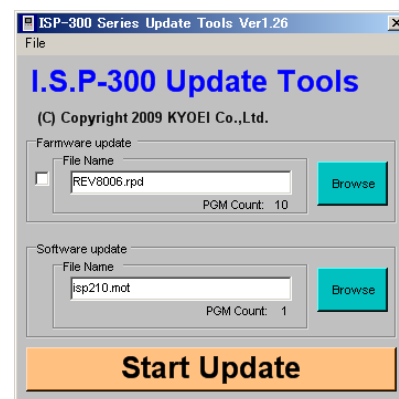 ISP-300 Series Update Tools Ver1.26
File
I.S.P-300 Update Tools
(C) Copyright 2009 KYOEI Co.,Ltd.
Farmware update
File Name
REV8006.rpd
Browse
PGM Count: 10
Software update
File Name
isp210.mot
Browse
PGM Count: 1
Start Update